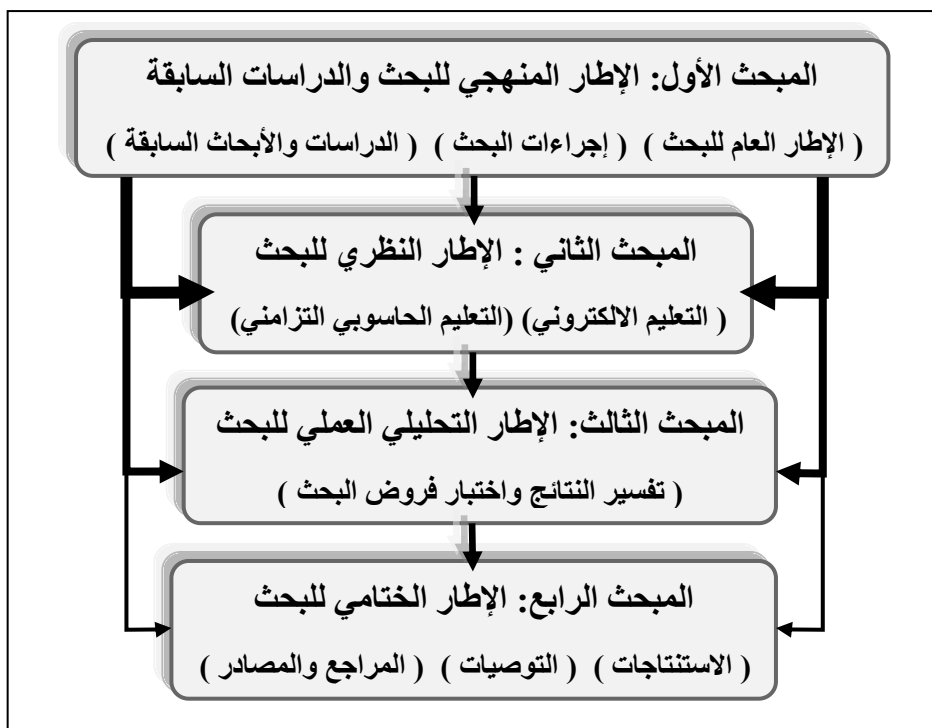 المبحث الأول: الإطار المنهجي للبحث والدراسات السابقة
( الإطار العام للبحث ) ( إجراءات البحث ) ( الدراسات والأبحاث السابقة )
المبحث الثاني : الإطار النظري للبحث
( التعليم الالكتروني) (التعليم الحاسوبي التزامني)
المبحث الثالث: الإطار التحليلي العملي للبحث
( تفسير النتائج واختبار فروض البحث )
المبحث الرابع: الإطار الختامي للبحث
( الاستنتاجات ) ( التوصيات ) ( المراجع والمصادر )